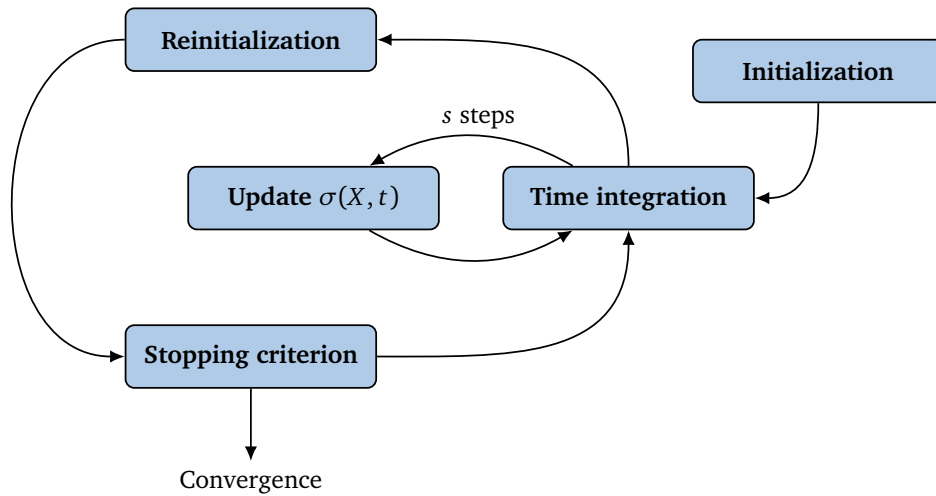 Reinitialization
Initialization
s steps
Update σ(X, t)
Time integration
Stopping criterion
Convergence